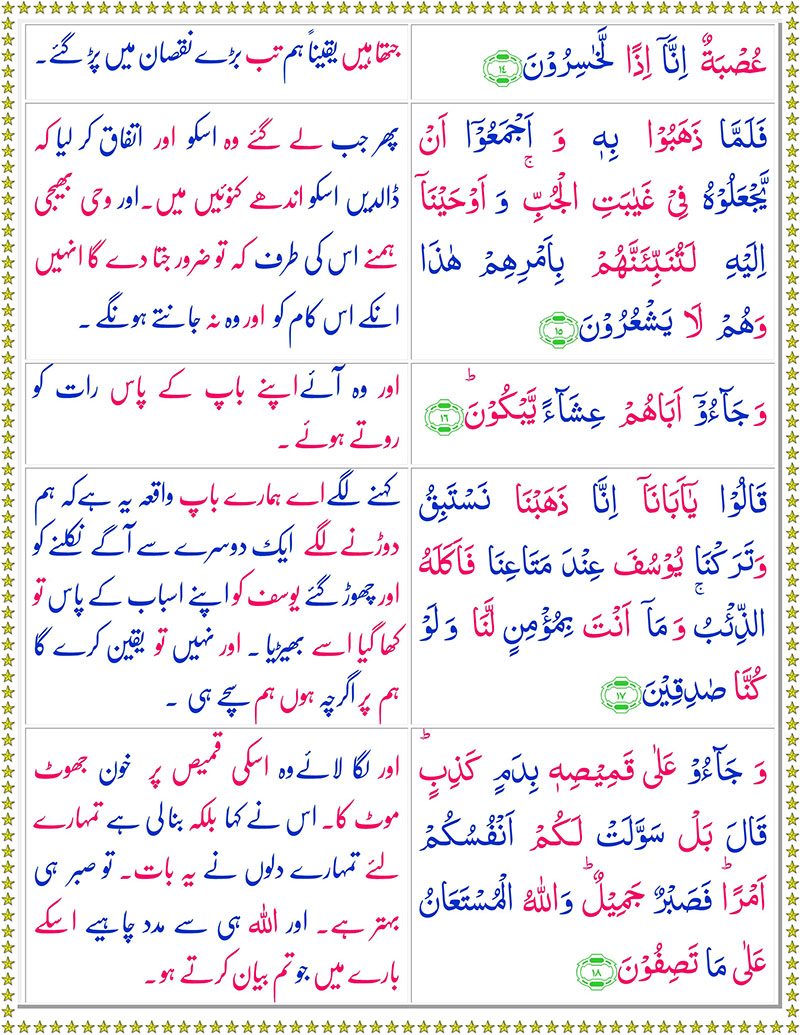 عُصْبَةٌ اِنَّاۤ اِذًا لَّخٰسِرُوْنَ ﴿۱۴﴾
جتھا ہیں یقیناً ہم تب بڑے نقصان میں پڑ گئے۔
فَلَمَّا ذَهَبُوْا بِهٖ وَ اَجْمَعُوْۤا اَنْ
یَّجْعَلُوْهُ فِیْ غَیٰبَتِ الْجُبِّ ۚ وَ اَوْحَیْنَاۤ
اِلَیْهِ لَتُنَبِّئَنَّهُمْ بِاَمْرِهِمْ هٰذَا
وَهُمْ لَا یَشْعُرُوْنَ ﴿۱۵﴾
پھر جب لے گئے وہ اسکو اور اتفاق کر لیا کہ
ڈالدیں اسکو اندھے کنوئیں میں۔ اور وحی بھیجی
ہمنے اس کی طرف کہ تو ضرور جتا دے گا انہیں
انکے اس کام کو اور وہ نہ جانتے ہونگے۔
وَ جَآءُوْۤ اَبَاهُمْ عِشَآءً یَّبْكُوْنَ ؕ ﴿۱۶﴾
اور وہ آئے اپنے باپ کے پاس رات کو
روتے ہوئے۔
قَالُوْا یٰۤاَبَانَاۤ اِنَّا ذَهَبْنَا نَسْتَبِقُ
وَتَرَكْنَا یُوْسُفَ عِنْدَ مَتَاعِنَا فَاَكَلَهُ
الذِّئْبُ ۚ وَ مَاۤ اَنْتَ بِمُؤْمِنٍ لَّنَا وَ لَوْ
كُنَّا صٰدِقِیْنَ ﴿۱۷﴾
کہنے لگے اے ہمارے باپ واقعہ یہ ہے کہ ہم
دوڑنے لگے ایک دوسرے سے آگے نکلنے کو
اور چھوڑ گئے یوسف کو اپنے اسباب کے پاس تو
کھا گیا اسے بھیڑیا۔ اور نہیں تو یقین کرے گا
ہم پر اگرچہ ہوں ہم سچے ہی۔
وَ جَآءُوْ عَلٰی قَمِیْصِهٖ بِدَمٍ كَذِبٍ ؕ
قَالَ بَلْ سَوَّلَتْ لَكُمْ اَنْفُسُكُمْ
اَمْرًا ؕ فَصَبْرٌ جَمِیْلٌ ؕ وَاللّٰهُ الْمُسْتَعَانُ
عَلٰی مَا تَصِفُوْنَ ﴿۱۸﴾
اور لگا لائے وہ اسکی قمیص پر خون جھوٹ
موٹ کا۔ اس نے کہا بلکہ بنالی ہے تمہارے
لئے تمہارے دلوں نے یہ بات۔ تو صبر ہی
بہتر ہے۔ اور اللہ ہی سے مدد چاہیے اسکے
بارے میں جو تم بیان کرتے ہو۔